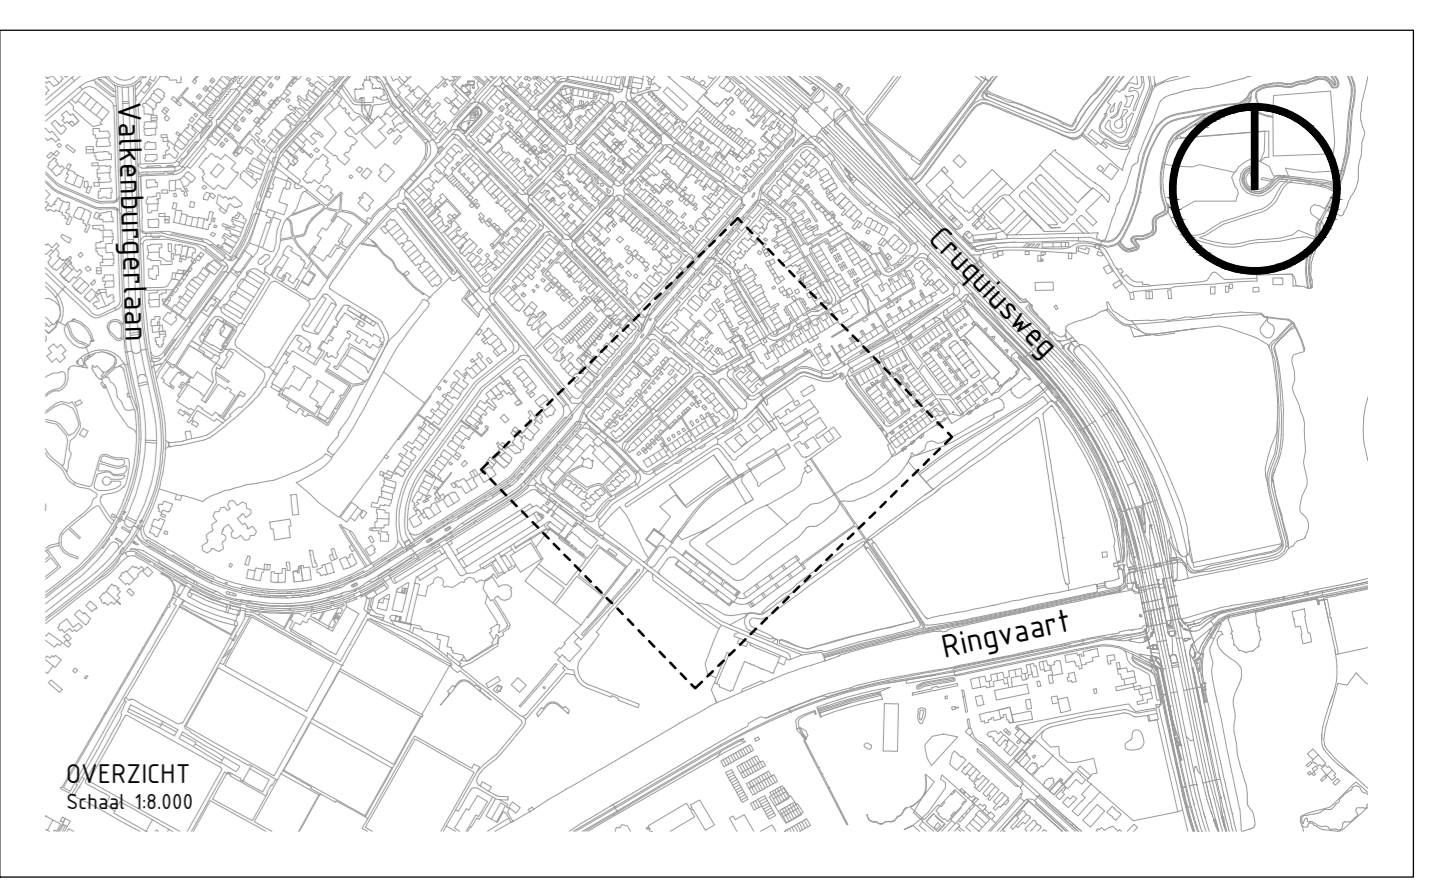 Valkenburgerlaan
Cruquiusweg
Ringvaart
OVERZICHT
Schaal 1:8.000